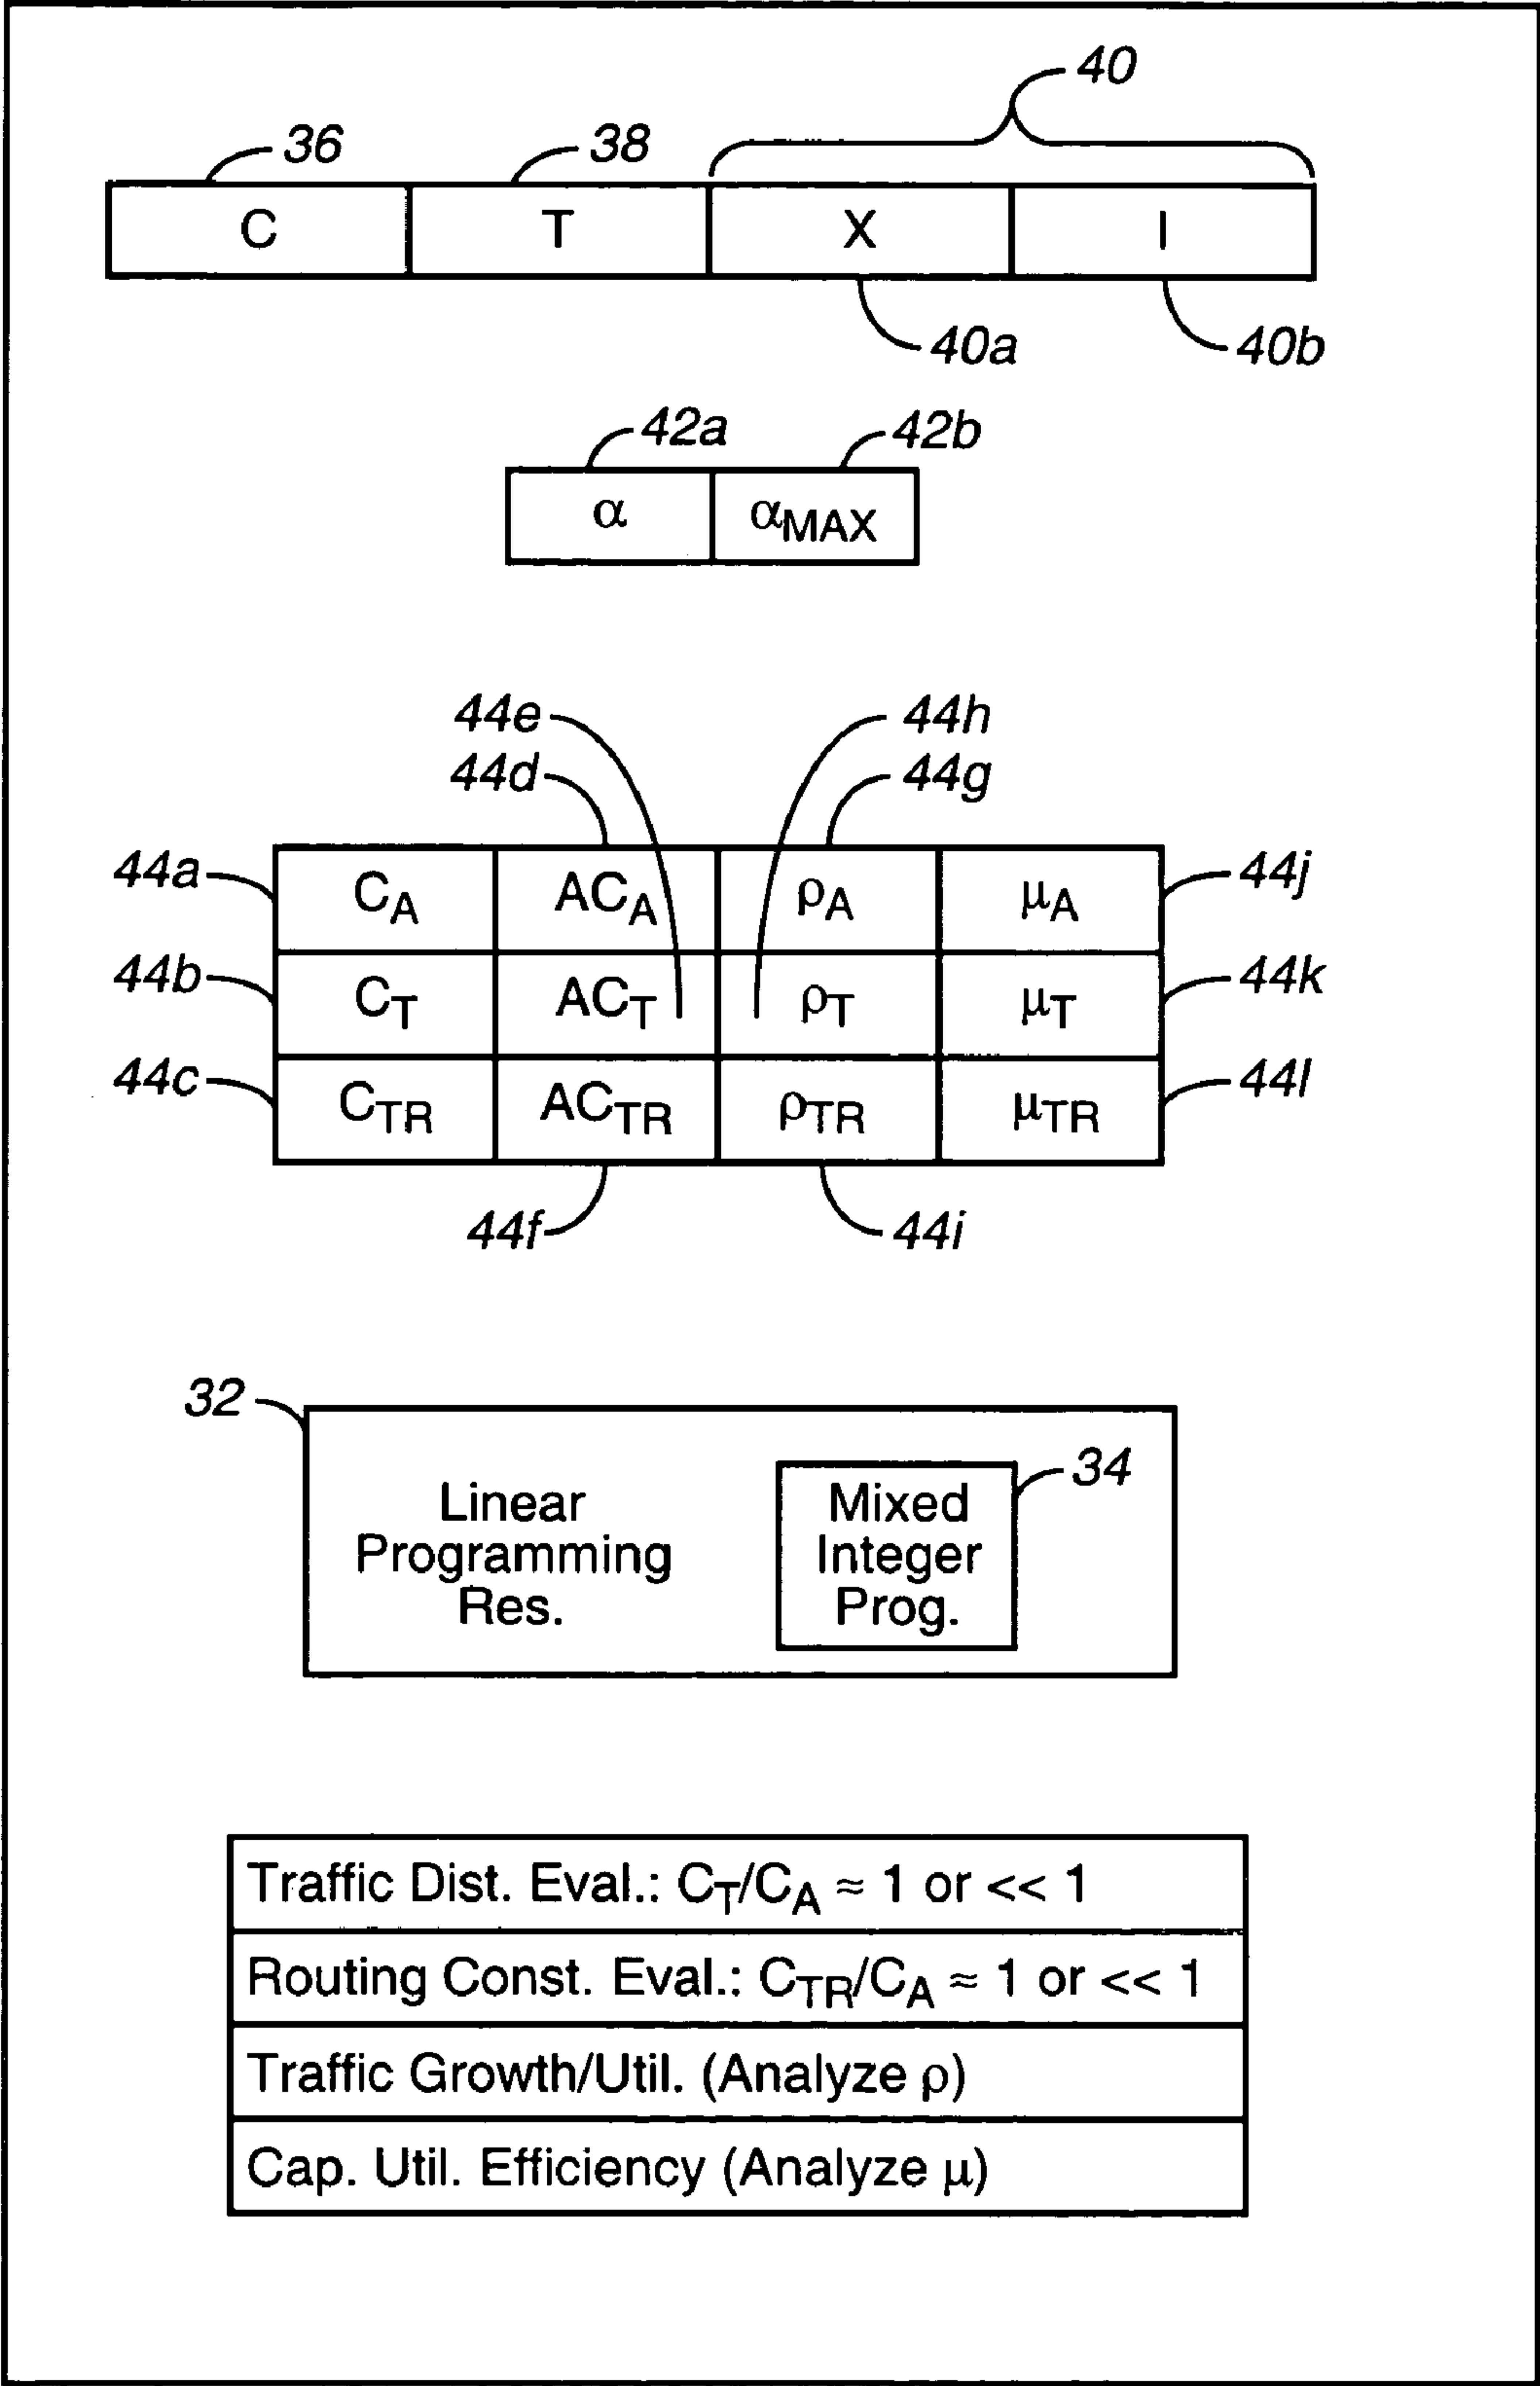 40
36 38
C T X I
40a 40b
42a 42b
α αMAX
44e 44h
44d 44g
44a CA ACA ρA μA 44j
44b CT ACT ρT μT 44k
44c CTR ACTR ρTR μTR 44l
44f 44i
32
34
Linear Mixed
Programming Integer
Res. Prog.
Traffic Dist. Eval.: CT/CA ≈ 1 or << 1
Routing Const. Eval.: CTR/CA ≈ 1 or << 1
Traffic Growth/Util. (Analyze ρ)
Cap. Util. Efficiency (Analyze μ)